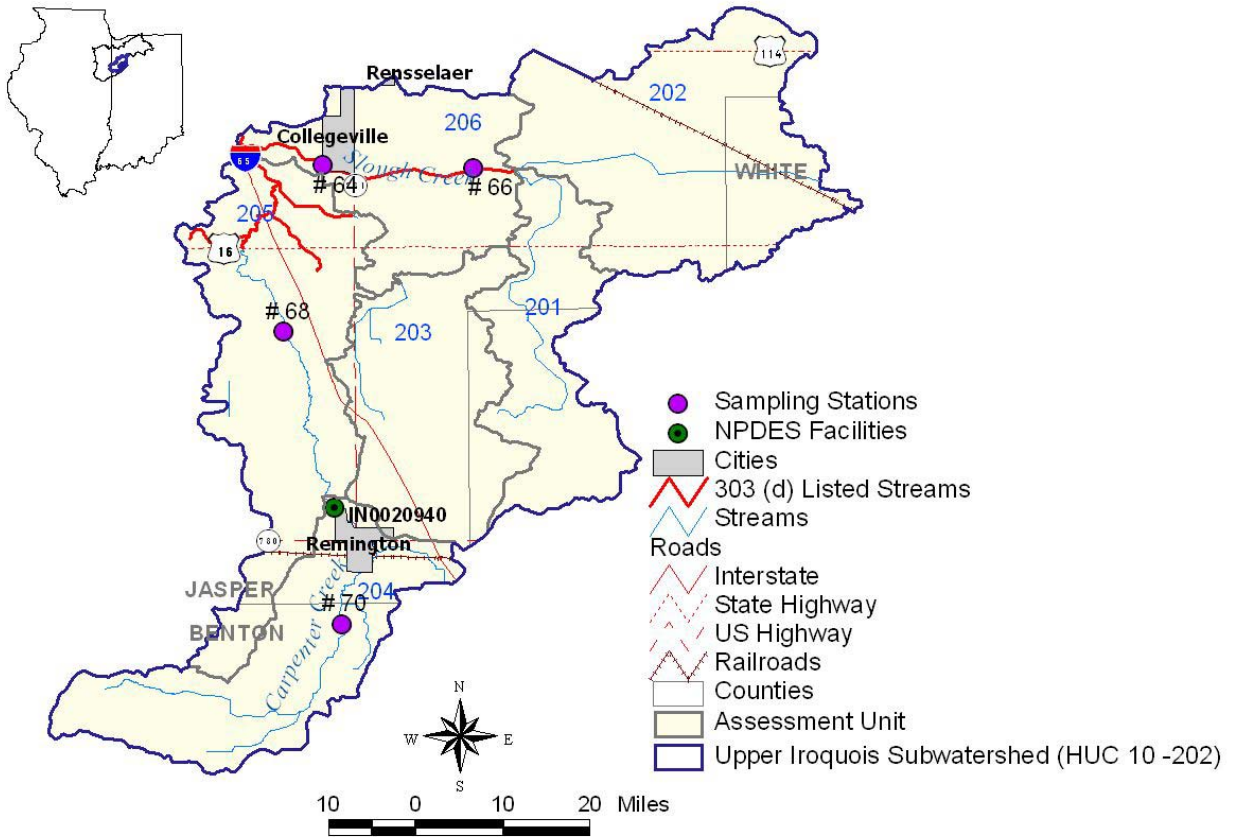 114
Rensselaer
202
206
Collegeville
65
Slough Creek
WHITE
# 64
# 66
205
16
201
# 68
203
IN0020940
Remington
JASPER
204
# 70
BENTON
Carpenter Creek
Sampling Stations
NPDES Facilities
Cities
303 (d) Listed Streams
Streams
Roads
Interstate
State Highway
US Highway
Railroads
Counties
Assessment Unit
Upper Iroquois Subwatershed (HUC 10 -202)
N
W E
S
10 0 10 20 Miles